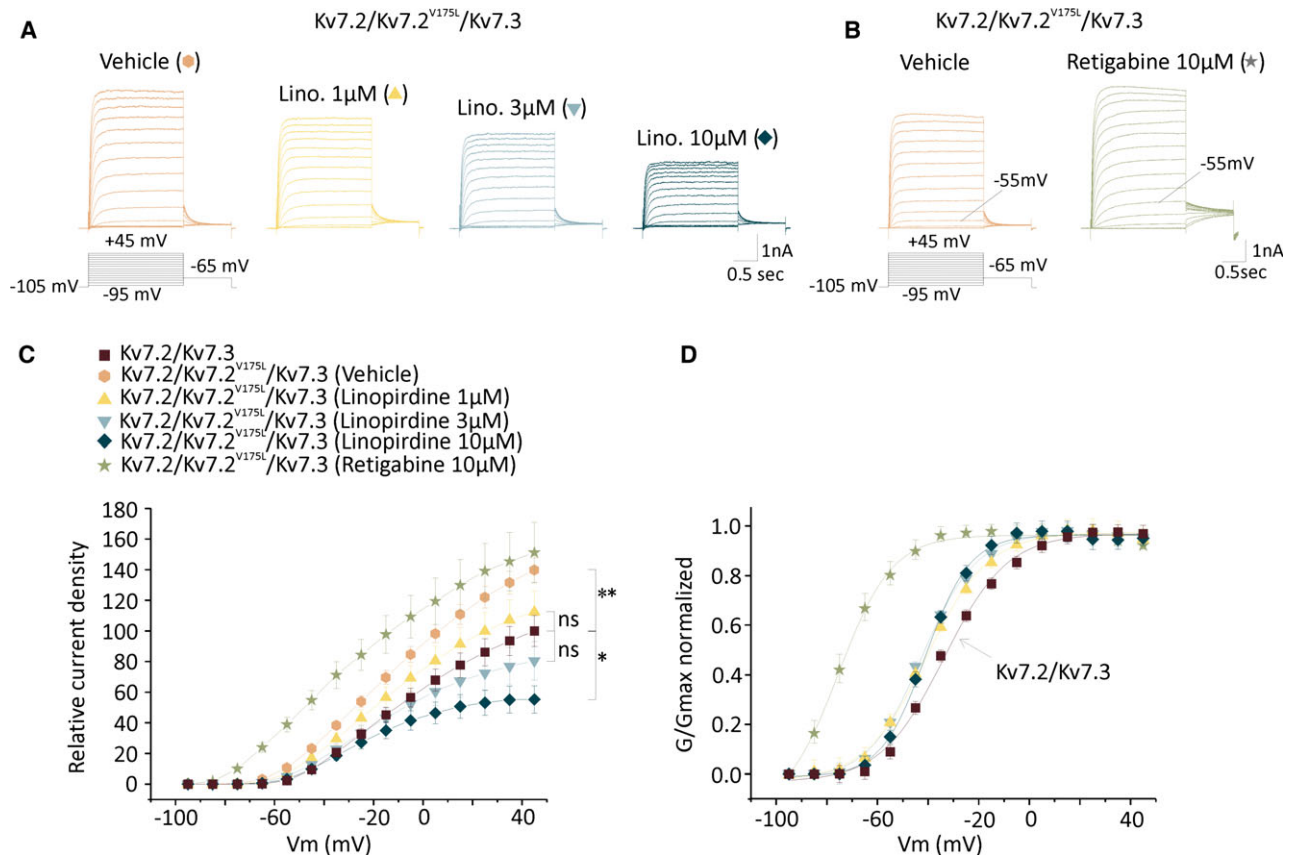 A
Kv7.2/Kv7.2V175L/Kv7.3
Vehicle (⬢)
Lino. 1µM (▲)
Lino. 3µM (▼)
Lino. 10µM (◆)
+45 mV
-65 mV
-105 mV
-95 mV
1nA
0.5 sec
B
Kv7.2/Kv7.2V175L/Kv7.3
Vehicle
Retigabine 10µM (★)
-55mV
-55mV
+45 mV
-65 mV
-105 mV
-95 mV
1nA
0.5sec
C
Kv7.2/Kv7.3
Kv7.2/Kv7.2V175L/Kv7.3 (Vehicle)
Kv7.2/Kv7.2V175L/Kv7.3 (Linopirdine 1µM)
Kv7.2/Kv7.2V175L/Kv7.3 (Linopirdine 3µM)
Kv7.2/Kv7.2V175L/Kv7.3 (Linopirdine 10µM)
Kv7.2/Kv7.2V175L/Kv7.3 (Retigabine 10µM)
Relative current density
180
160
140
120
100
80
60
40
20
0
**
ns
ns
*
-100
-60
-20
0
40
Vm (mV)
D
G/Gmax normalized
1.0
0.8
0.6
0.4
0.2
0.0
Kv7.2/Kv7.3
-100
-60
-20
0
40
Vm (mV)